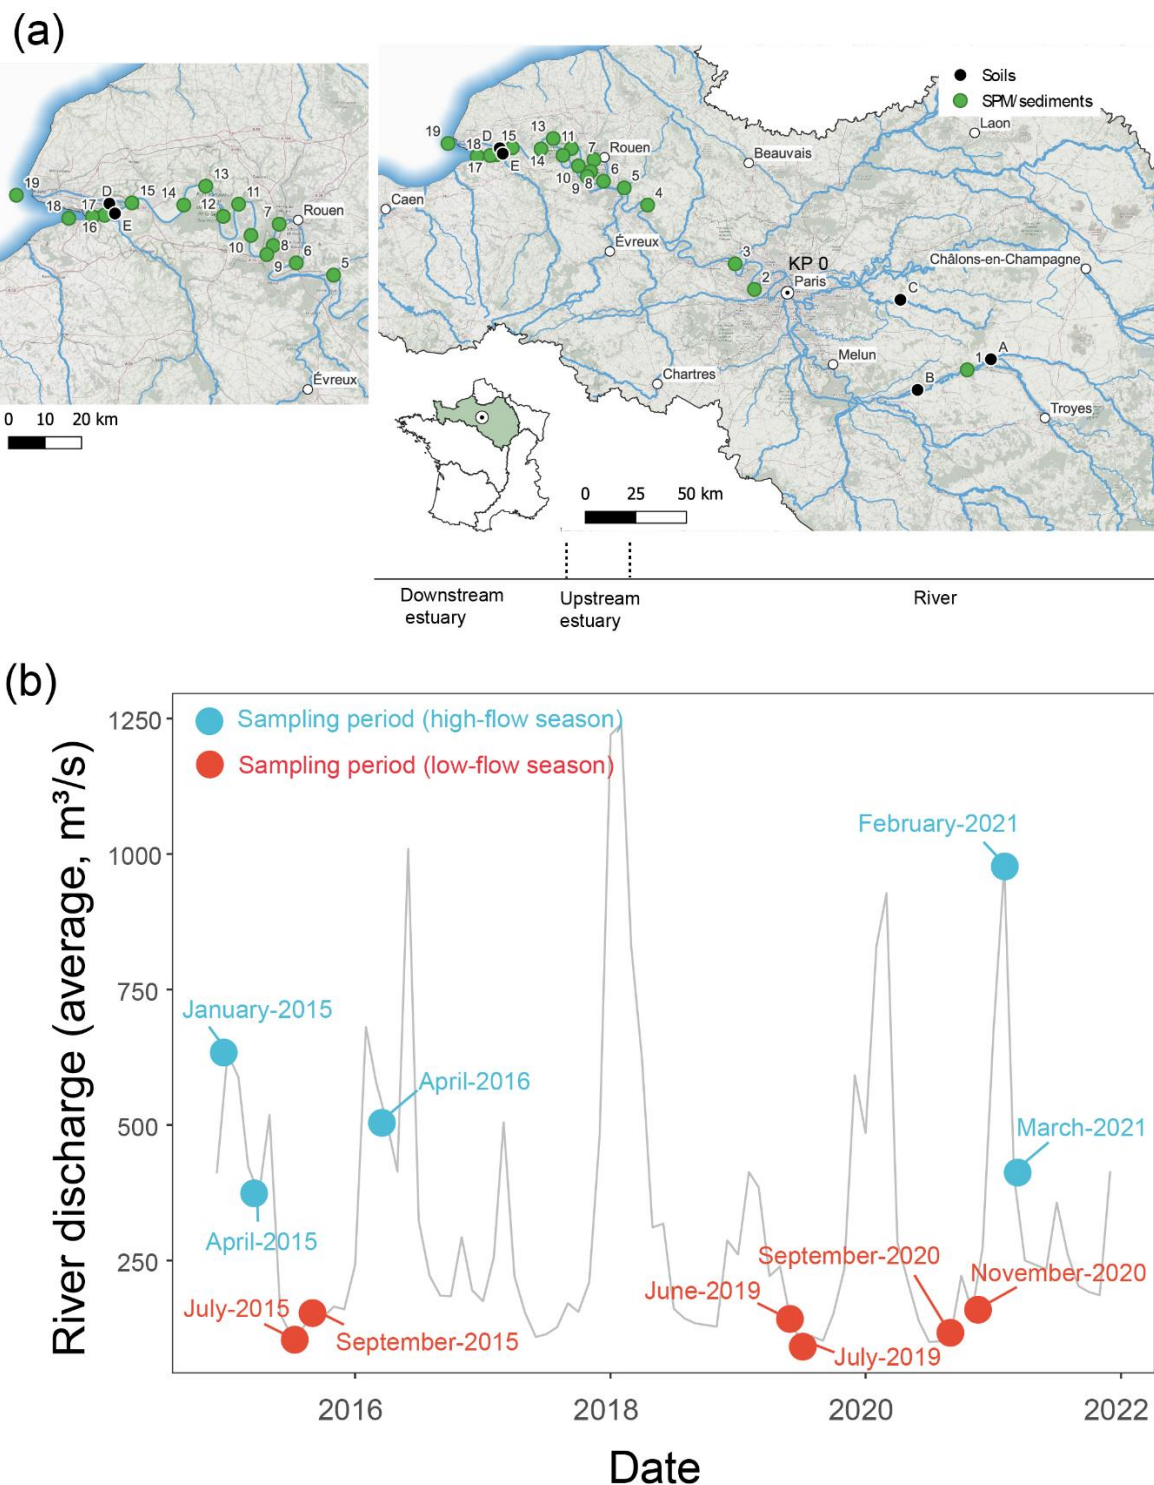 (a)
19
18
17
16
D
E
15
14
13
12
11
10
7
8
9
6
5
Rouen
Évreux
0 10 20 km
Soils
SPM/sediments
Laon
Beauvais
19
18
17
D
15
E
13
14
11
10
9
8
7
6
5
4
Rouen
Caen
Évreux
3
2
KP 0
Paris
Châlons-en-Champagne
C
Melun
1
A
B
Chartres
Troyes
0 25 50 km
Downstream
estuary
Upstream
estuary
River
(b)
River discharge (average, m³/s)
1250
1000
750
500
250
Sampling period (high-flow season)
Sampling period (low-flow season)
February-2021
January-2015
April-2016
March-2021
April-2015
September-2020
November-2020
June-2019
July-2015
September-2015
July-2019
2016
2018
2020
2022
Date